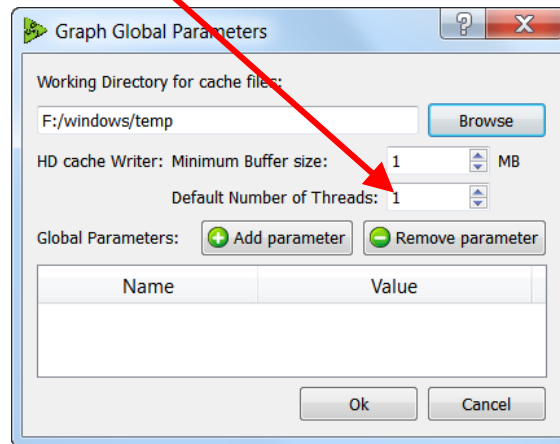 Graph Global Parameters
Working Directory for cache files:
F:/windows/temp Browse
HD cache Writer: Minimum Buffer size: 1 MB
Default Number of Threads: 1
Global Parameters: Add parameter Remove parameter
Name Value
Ok Cancel